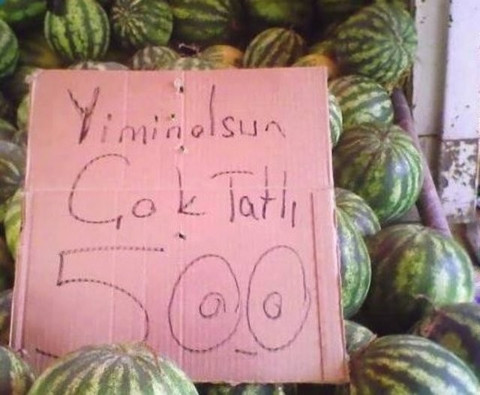 Yiminolsun
Çok Tatlı
500